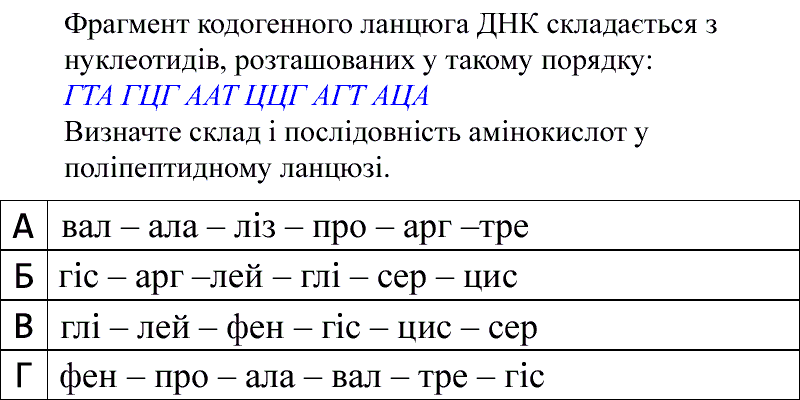 Фрагмент кодогенного ланцюга ДНК складається з
нуклеотидів, розташованих у такому порядку:
ГТА ГЦГ ААТ ЦЦГ АГТ АЦА
Визначте склад і послідовність амінокислот у
поліпептидному ланцюзі.
А вал – ала – ліз – про – арг –тре
Б гіс – арг –лей – глі – сер – цис
В глі – лей – фен – гіс – цис – сер
Г фен – про – ала – вал – тре – гіс